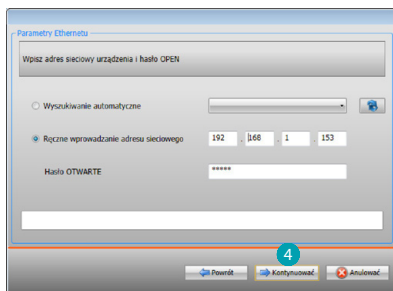 Parametry Ethernetu
Wpisz adres sieciowy urządzenia i hasło OPEN
Wyszukiwanie automatyczne
Ręczne wprowadzanie adresu sieciowego 192 . 168 . 1 . 153
Hasło OTWARTE *****
4
Powrót Kontynuować Anulować